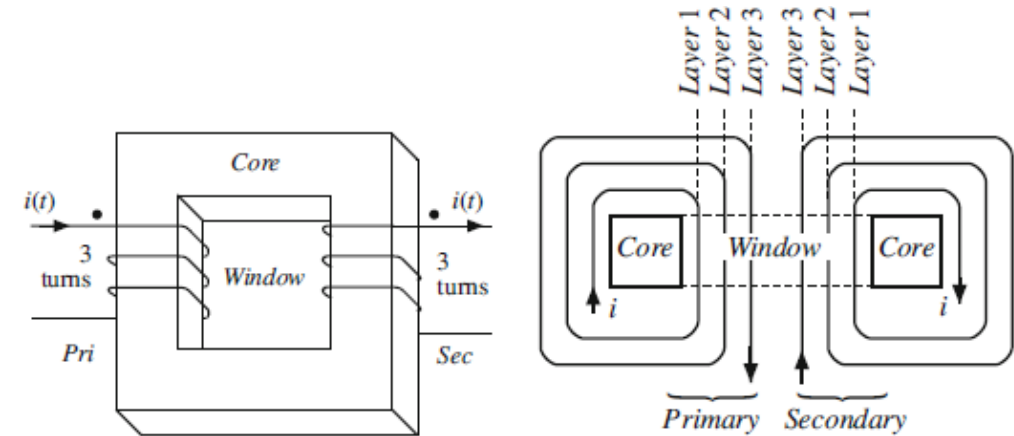 Core
i(t)
i(t)
3
turns
Window
3
turns
Pri
Sec
Layer 1
Layer 2
Layer 3
Layer 3
Layer 2
Layer 1
Core
Window
Core
i
i
Primary
Secondary